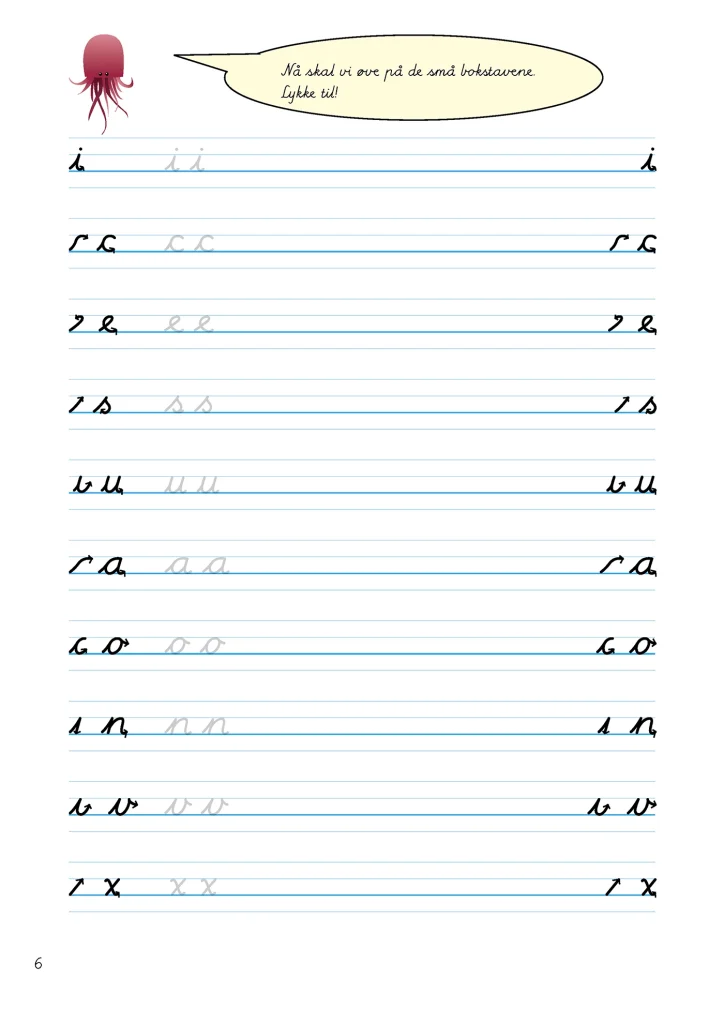 Nå skal vi øve på de små bokstavene.
Lykke til!
i i i i
c c c c
e e e e
s s s s
u u u u
a a a a
o o o o
n n n n
v v v v
x x x x
6